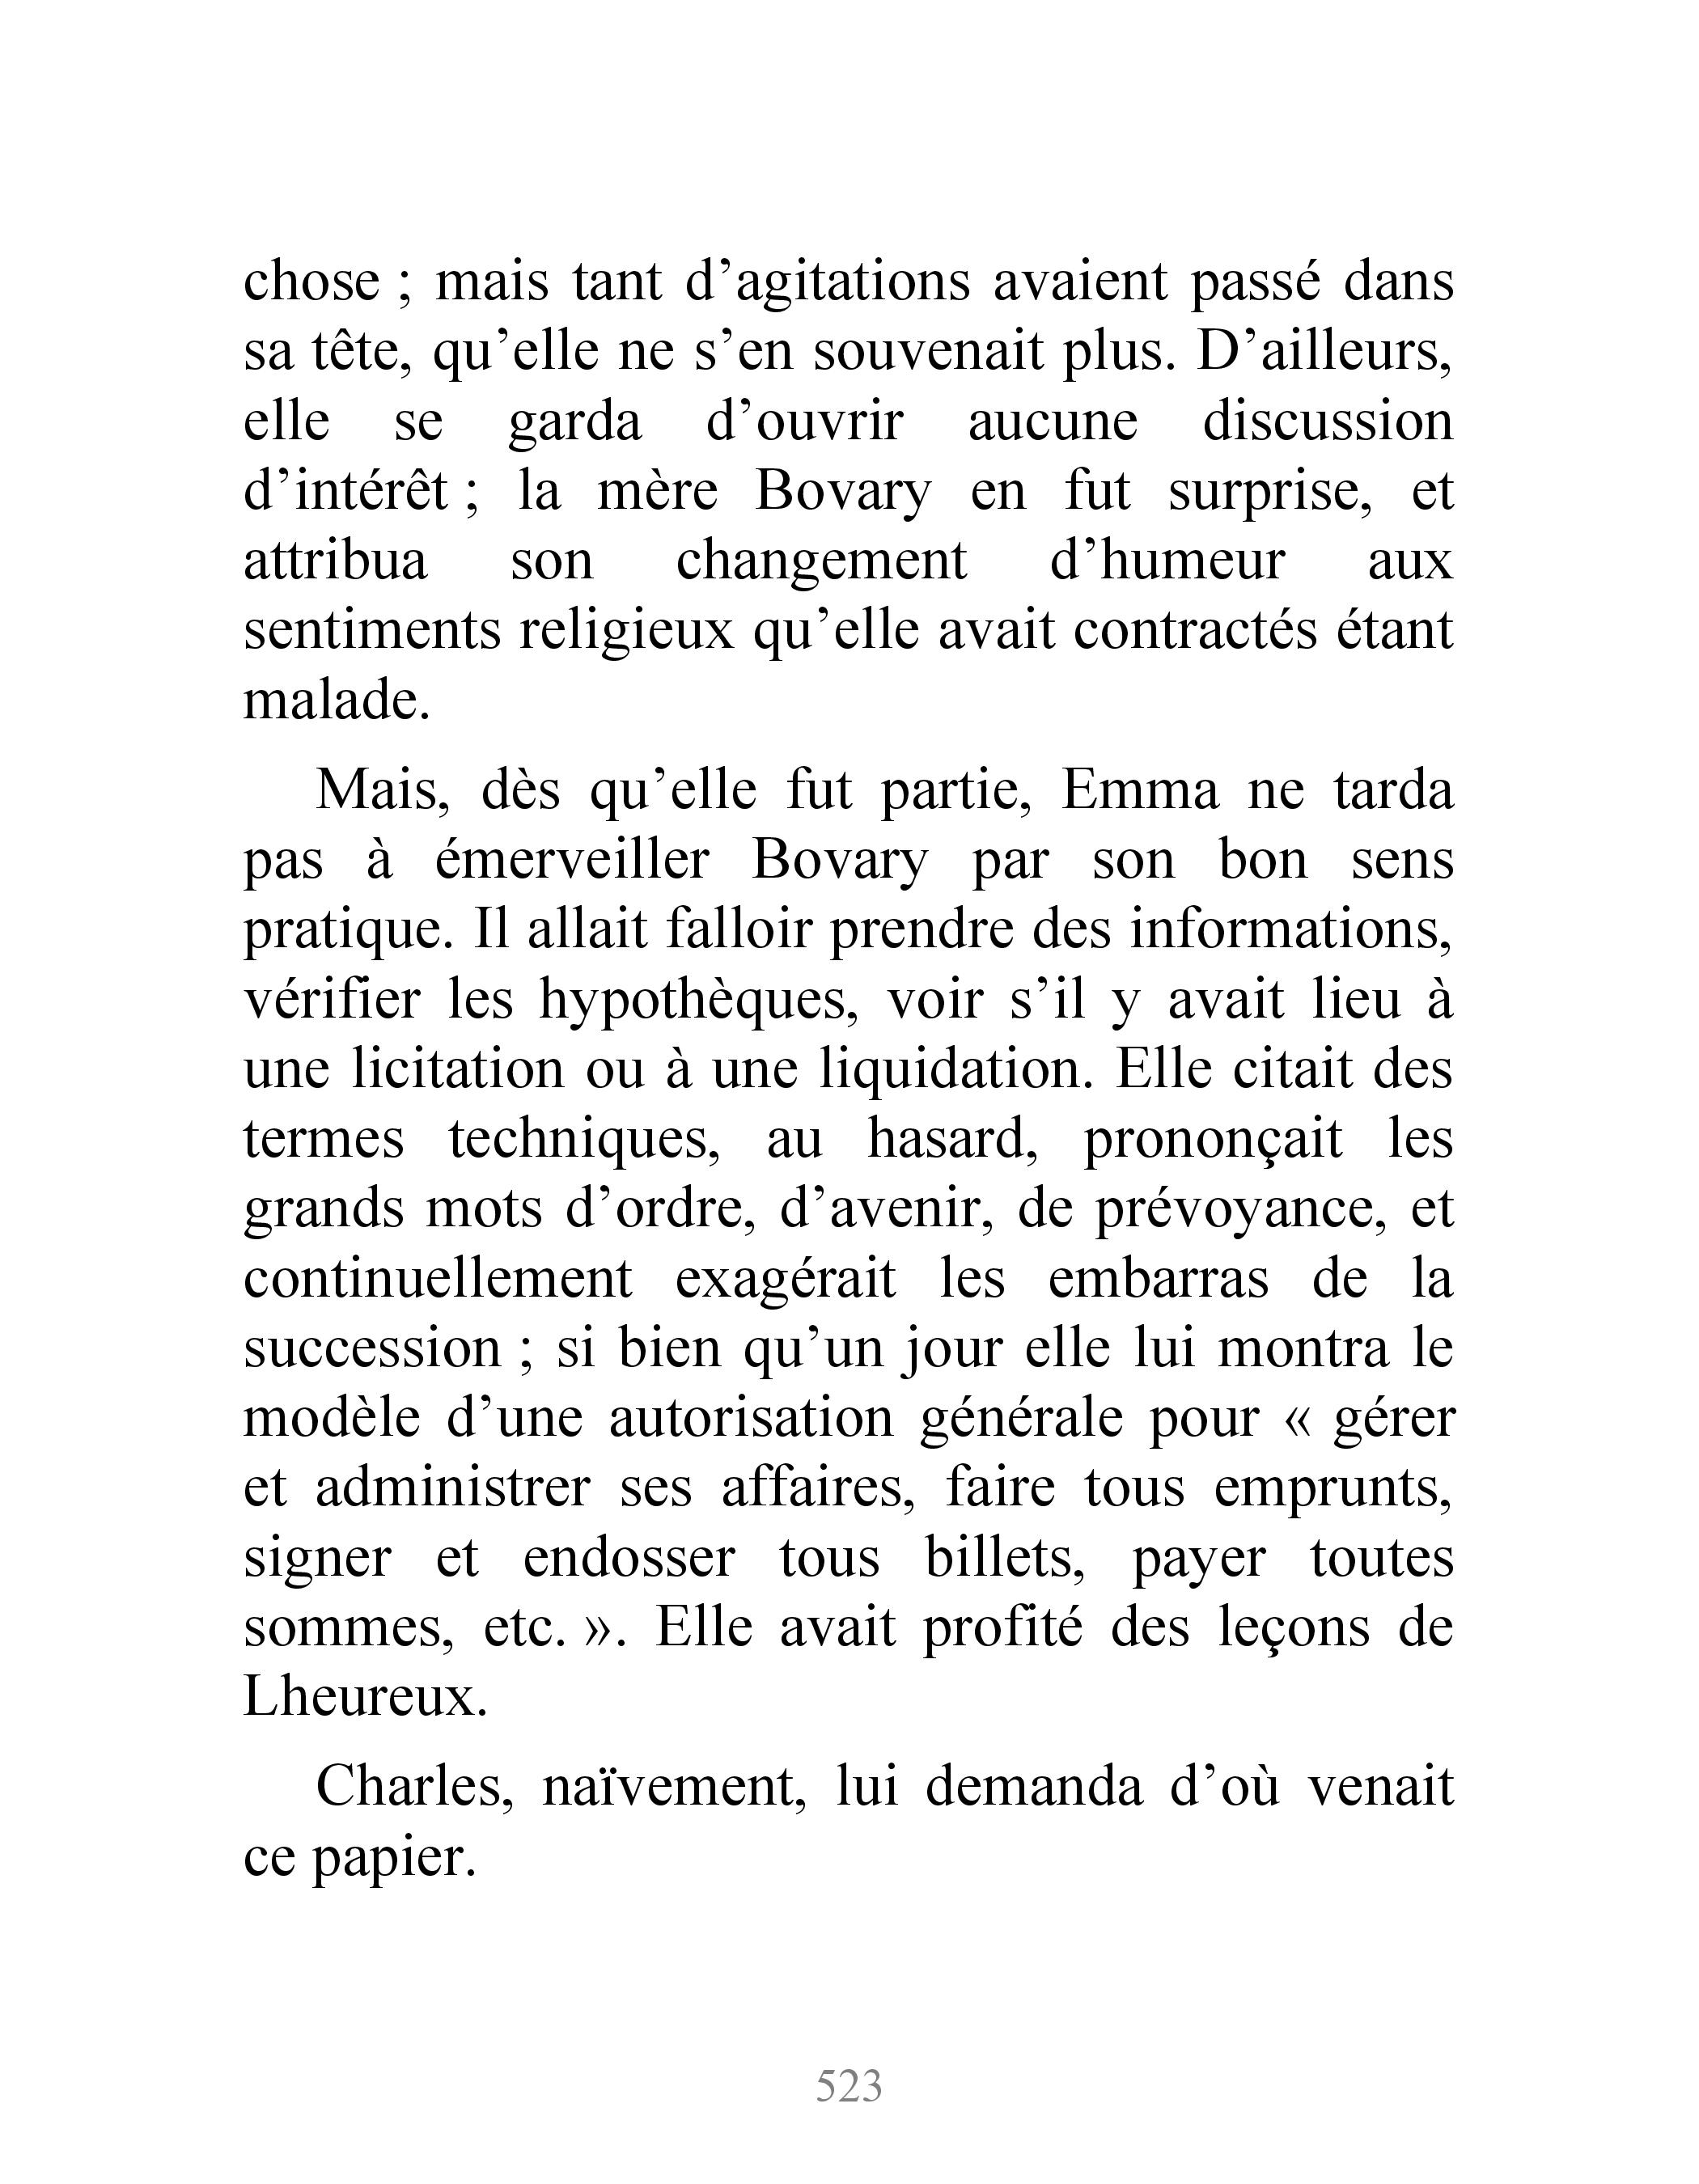 chose ; mais tant d’agitations avaient passé dans
sa tête, qu’elle ne s’en souvenait plus. D’ailleurs,
elle se garda d’ouvrir aucune discussion
d’intérêt ; la mère Bovary en fut surprise, et
attribua son changement d’humeur aux
sentiments religieux qu’elle avait contractés étant
malade.
Mais, dès qu’elle fut partie, Emma ne tarda
pas à émerveiller Bovary par son bon sens
pratique. Il allait falloir prendre des informations,
vérifier les hypothèques, voir s’il y avait lieu à
une licitation ou à une liquidation. Elle citait des
termes techniques, au hasard, prononçait les
grands mots d’ordre, d’avenir, de prévoyance, et
continuellement exagérait les embarras de la
succession ; si bien qu’un jour elle lui montra le
modèle d’une autorisation générale pour « gérer
et administrer ses affaires, faire tous emprunts,
signer et endosser tous billets, payer toutes
sommes, etc. ». Elle avait profité des leçons de
Lheureux.
Charles, naïvement, lui demanda d’où venait
ce papier.
523